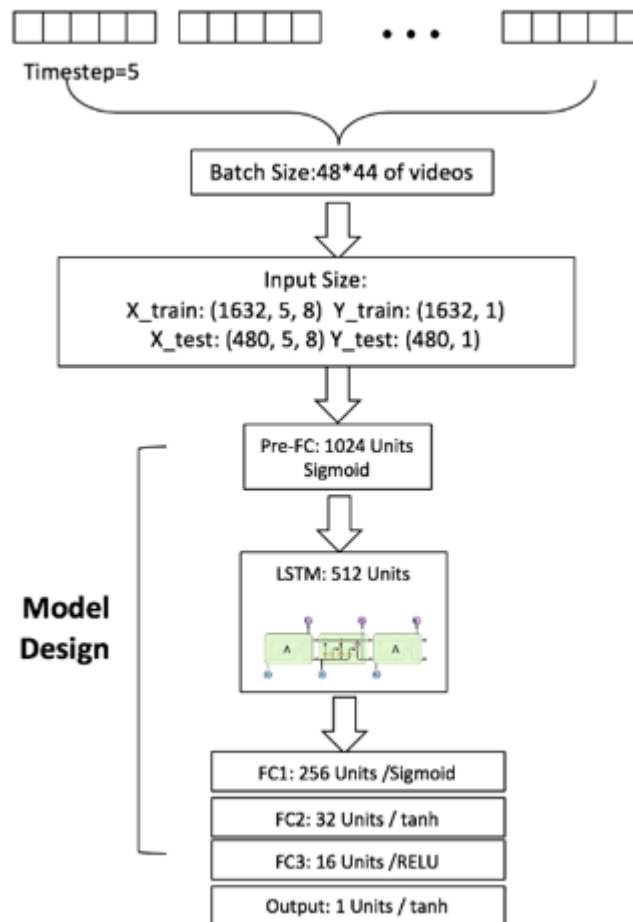 Timestep=5
Batch Size:48*44 of videos
Input Size:
X_train: (1632, 5, 8) Y_train: (1632, 1)
X_test: (480, 5, 8) Y_test: (480, 1)
Pre-FC: 1024 Units
Sigmoid
LSTM: 512 Units
A A
Model
Design
FC1: 256 Units /Sigmoid
FC2: 32 Units / tanh
FC3: 16 Units /RELU
Output: 1 Units / tanh